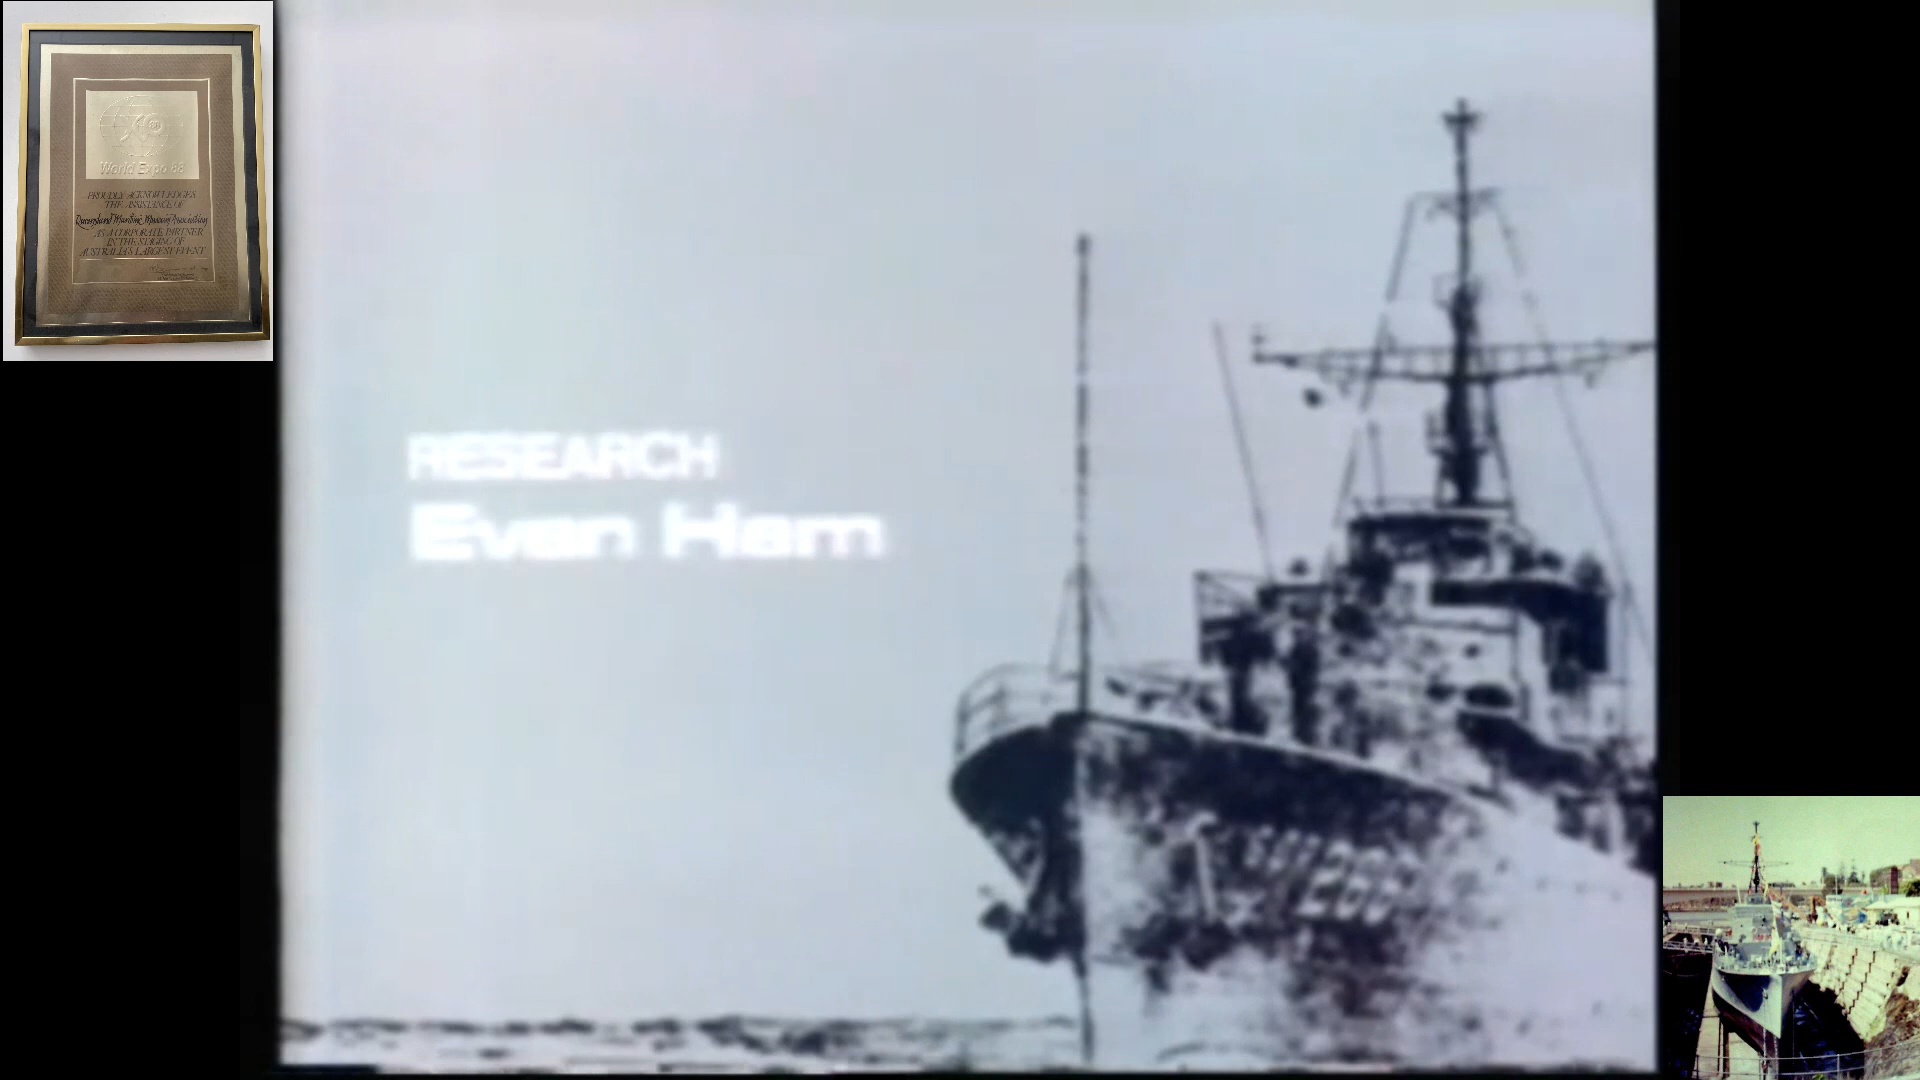 World Expo 88
PROUDLY ACKNOWLEDGES
THE ASSISTANCE OF
Queensland Maritime Museum Association
AS A CORPORATE PARTNER
IN THE STAGING OF
AUSTRALIA'S LARGEST EVENT
RESEARCH
Evan Ham
266